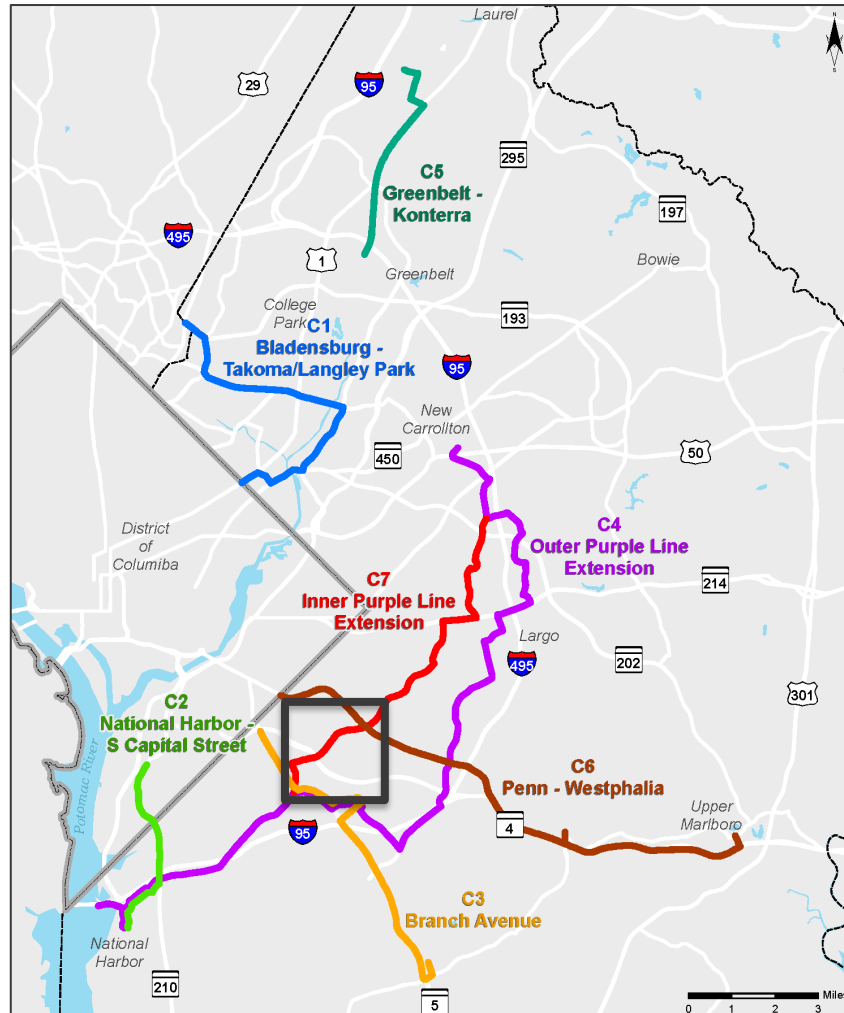 Laurel
N
S
29
95
295
C5
Greenbelt -
Konterra
197
495
1
Greenbelt
Bowie
College
Park
193
C1
Bladensburg -
Takoma/Langley Park
95
New
Carrollton
450
50
District
of
Columiba
C4
Outer Purple Line
Extension
C7
Inner Purple Line
Extension
214
Largo
495
202
301
C2
National Harbor -
S Capital Street
Potomac River
C6
Penn - Westphalia
Upper
Marlboro
95
4
C3
Branch Avenue
National
Harbor
210
5
Miles
0 1 2 3